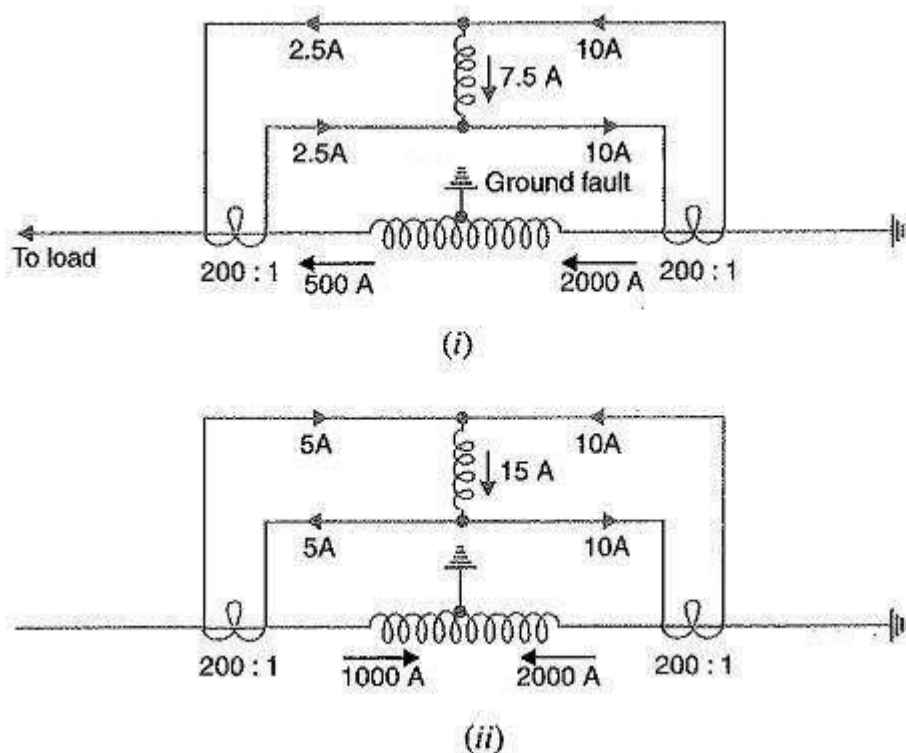 2.5A
10A
7.5 A
2.5A
10A
Ground fault
To load
200 : 1
500 A
2000 A
200 : 1
(i)
5A
10A
15 A
5A
10A
200 : 1
1000 A
2000 A
200 : 1
(ii)